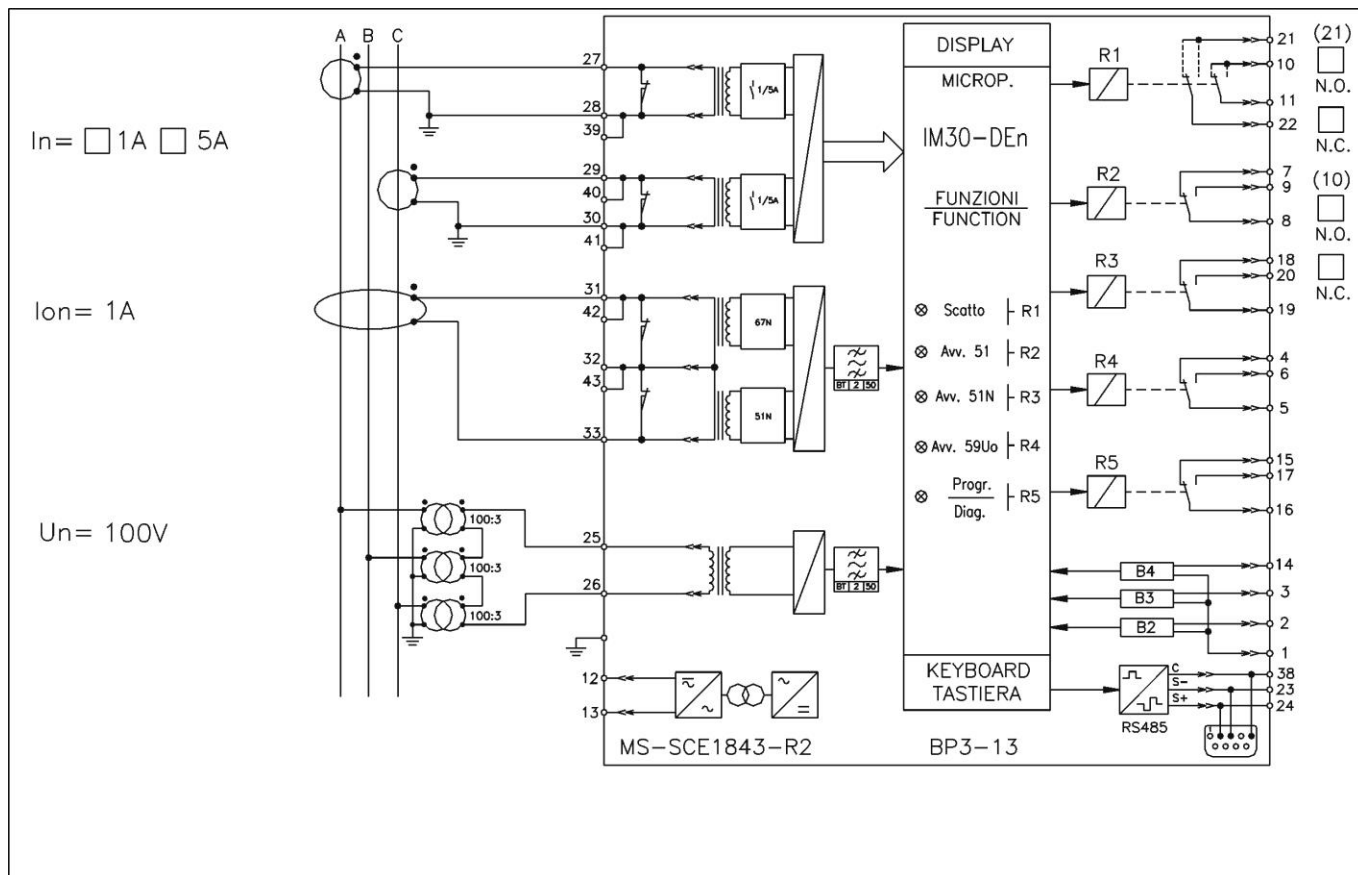 A B C
In= 1A 5A
Ion= 1A
Un= 100V
100:3
100:3
100:3
27
28
39
29
40
30
41
31
42
32
43
33
25
26
12
13
1/5A
1/5A
67N
51N
BT 2 50
BT 2 50
MS-SCE1843-R2
DISPLAY
MICROP.
IM30-DEn
FUNZIONI
FUNCTION
Scatto R1
Avv. 51 R2
Avv. 51N R3
Avv. 59Uo R4
Progr.
Diag.
R5
KEYBOARD
TASTIERA
BP3-13
R1
R2
R3
R4
R5
B4
B3
B2
C
S-
S+
RS485
1
21
10
11
22
7
9
8
18
20
19
4
6
5
15
17
16
14
3
2
1
38
23
24
(21)
N.O.
N.C.
(10)
N.O.
N.C.